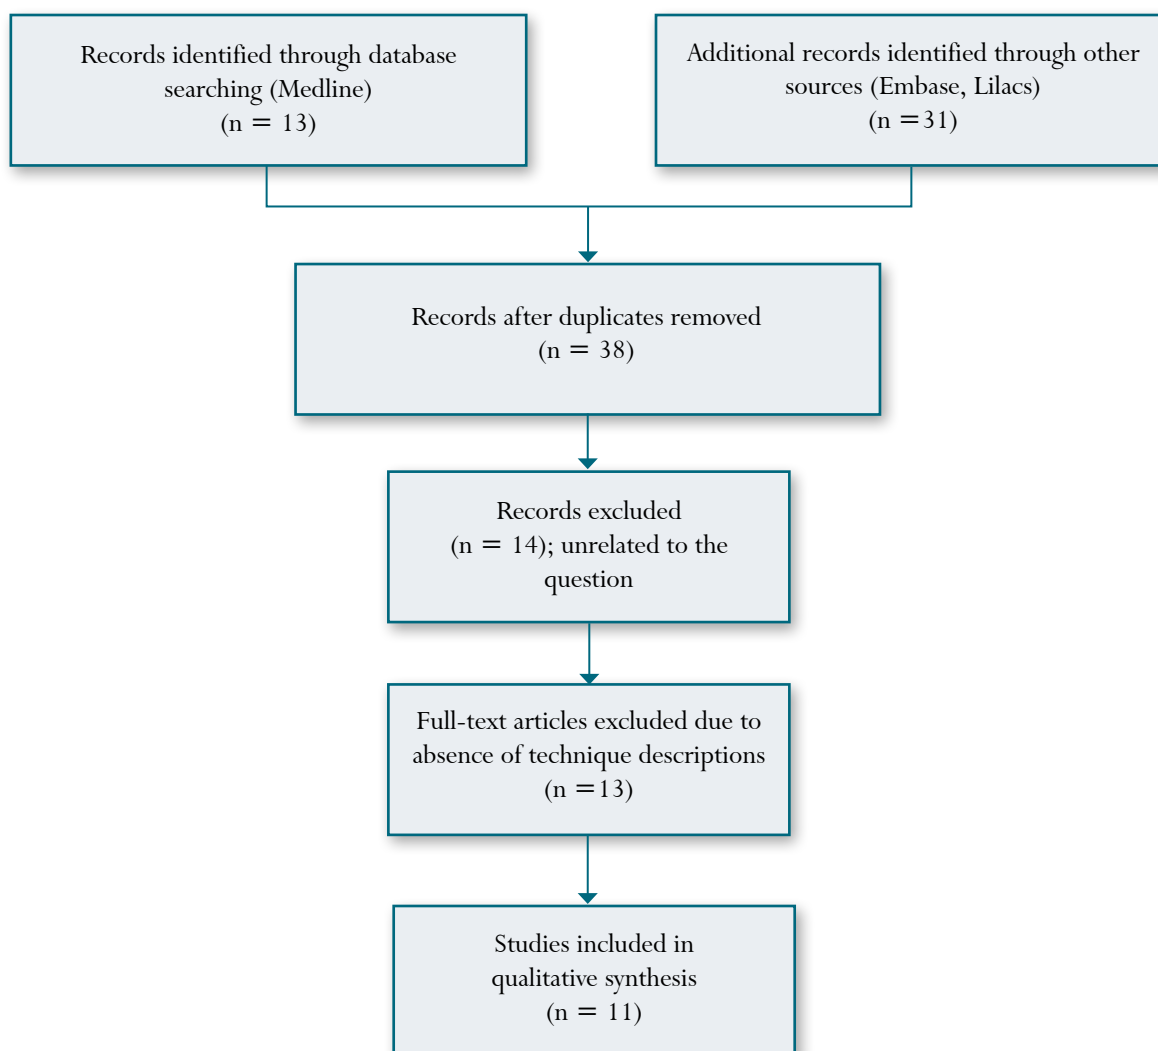 Records identified through database
searching (Medline)
(n = 13)
Additional records identified through other
sources (Embase, Lilacs)
(n =31)
Records after duplicates removed
(n = 38)
Records excluded
(n = 14); unrelated to the
question
Full-text articles excluded due to
absence of technique descriptions
(n =13)
Studies included in
qualitative synthesis
(n = 11)